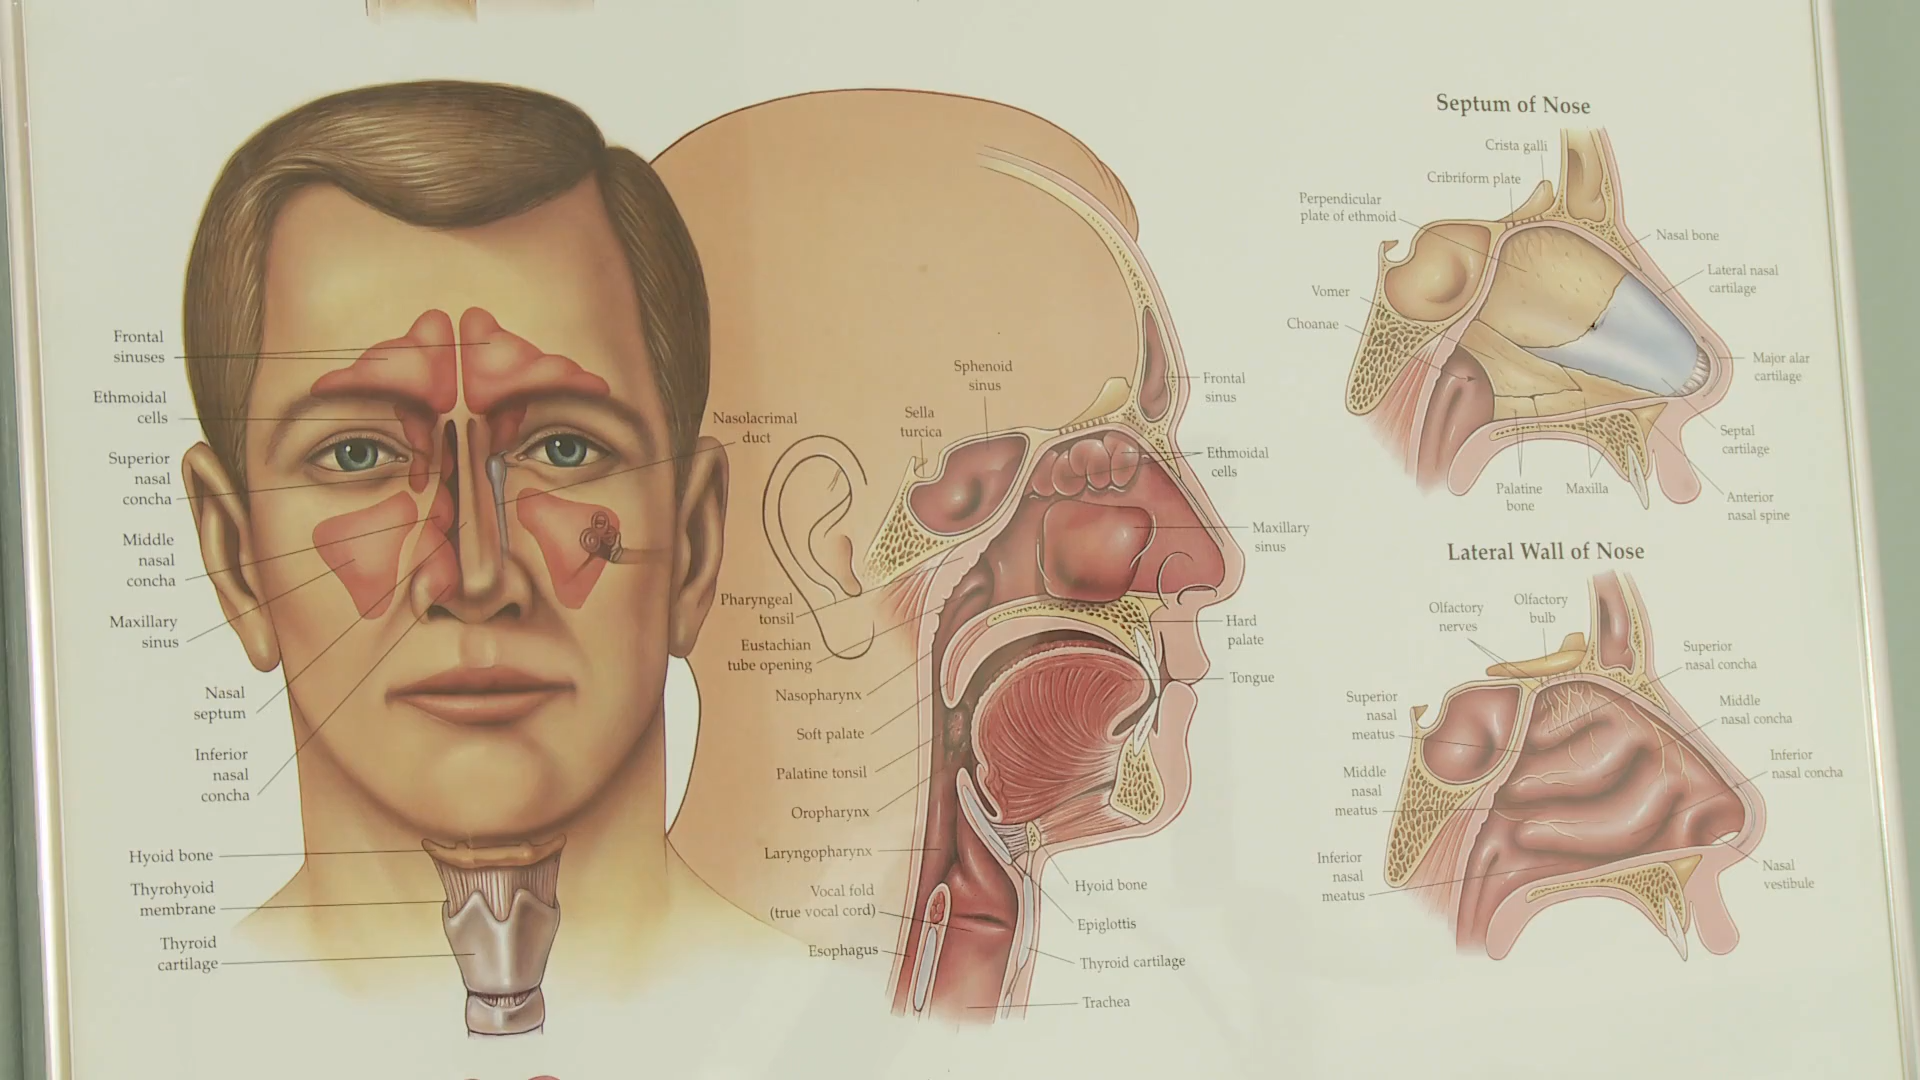 Frontal
sinuses
Ethmoidal
cells
Superior
nasal
concha
Middle
nasal
concha
Maxillary
sinus
Nasal
septum
Inferior
nasal
concha
Hyoid bone
Thyrohyoid
membrane
Thyroid
cartilage
Nasolacrimal
duct
Sphenoid
sinus
Sella
turcica
Frontal
sinus
Ethmoidal
cells
Maxillary
sinus
Pharyngeal
tonsil
Eustachian
tube opening
Nasopharynx
Soft palate
Palatine tonsil
Oropharynx
Laryngopharynx
Vocal fold
(true vocal cord)
Esophagus
Hard
palate
Tongue
Hyoid bone
Epiglottis
Thyroid cartilage
Trachea
Septum of Nose
Crista galli
Cribriform plate
Perpendicular
plate of ethmoid
Nasal bone
Lateral nasal
cartilage
Vomer
Choanae
Major alar
cartilage
Septal
cartilage
Palatine
bone
Maxilla
Anterior
nasal spine
Lateral Wall of Nose
Olfactory
nerves
Olfactory
bulb
Superior
nasal concha
Superior
nasal
meatus
Middle
nasal concha
Middle
nasal
meatus
Inferior
nasal concha
Inferior
nasal
meatus
Nasal
vestibule